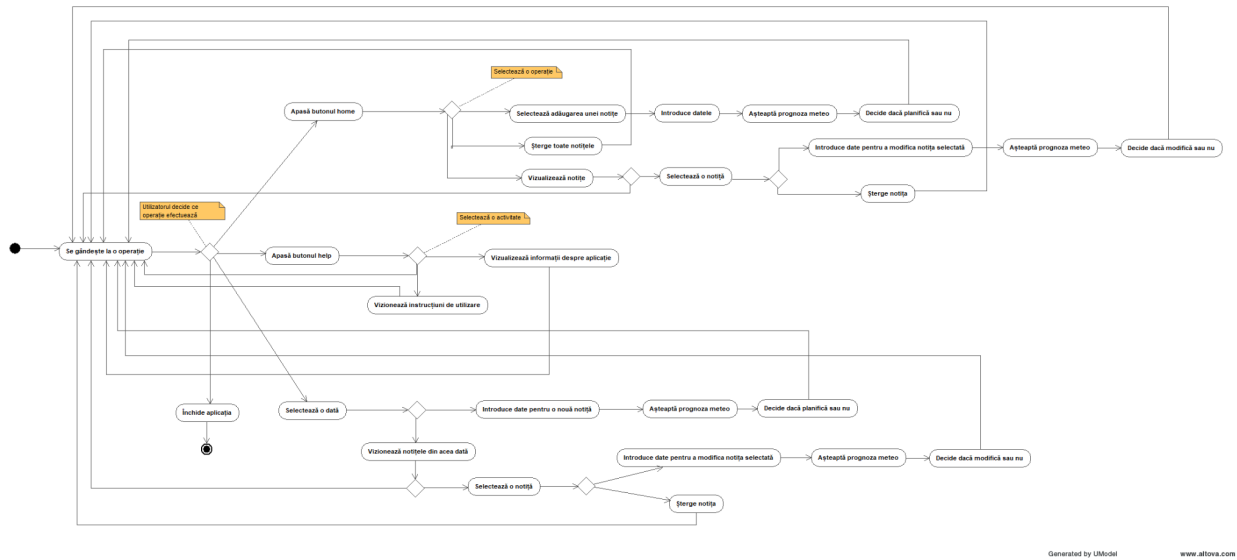 Selectează o operație
Apasă butonul home
Selectează adăugarea unei notițe
Introduce datele
Așteaptă prognoza meteo
Decide dacă planifică sau nu
Șterge toate notițele
Introduce date pentru a modifica notița selectată
Așteaptă prognoza meteo
Decide dacă modifică sau nu
Vizualizează notițe
Selectează o notiță
Șterge notița
Utilizatorul decide ce
operație efectuează
Selectează o activitate
Se gândește la o operație
Apasă butonul help
Vizualizează informații despre aplicație
Vizionează instrucțiuni de utilizare
Închide aplicația
Selectează o dată
Introduce date pentru o nouă notiță
Așteaptă prognoza meteo
Decide dacă planifică sau nu
Vizionează notițele din acea dată
Introduce date pentru a modifica notița selectată
Așteaptă prognoza meteo
Decide dacă modifică sau nu
Selectează o notiță
Șterge notița
Generated by UModel
www.altova.com